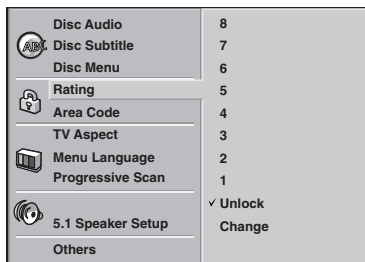 Disc Audio
Disc Subtitle
Disc Menu
Rating
Area Code
TV Aspect
Menu Language
Progressive Scan
5.1 Speaker Setup
Others
8
7
6
5
4
3
2
1
✓ Unlock
Change
ABC